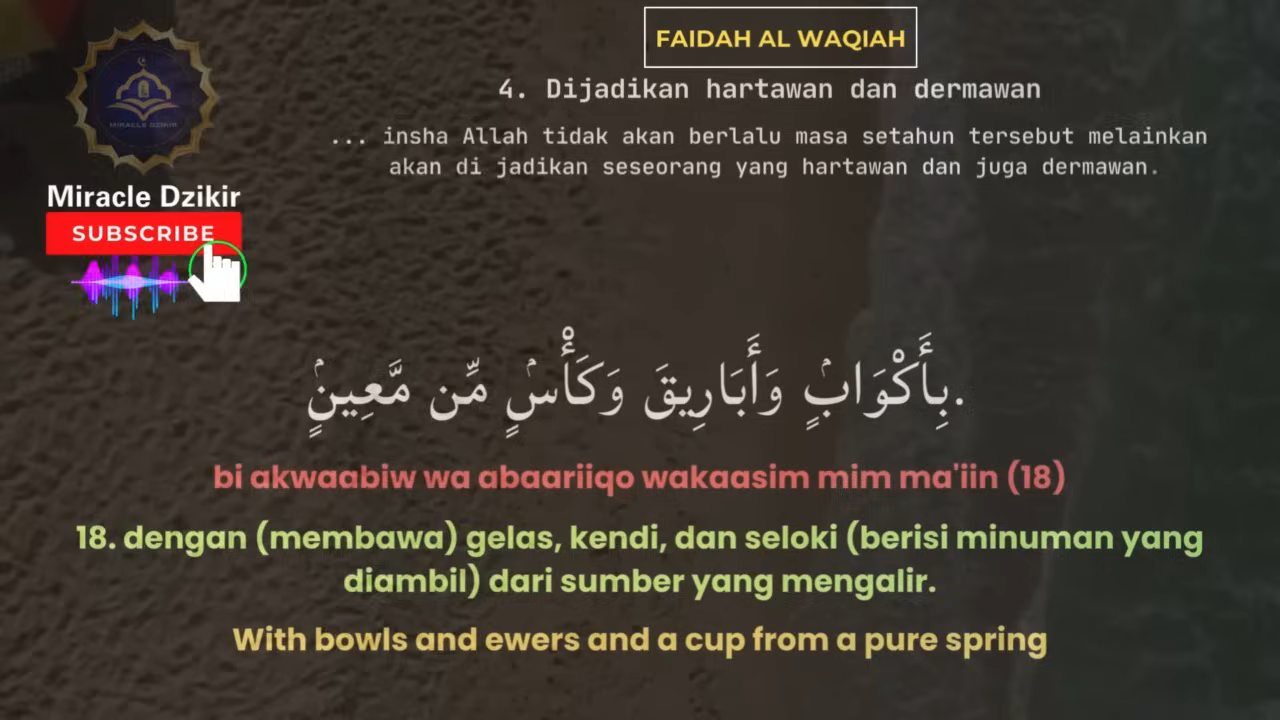 FAIDAH AL WAQIAH
4. Dijadikan hartawan dan dermawan
... insha Allah tidak akan berlalu masa setahun tersebut melainkan
akan di jadikan seseorang yang hartawan dan juga dermawan.
MIRACLE DZIKIR
Miracle Dzikir
SUBSCRIBE
بِأَكْوَابٍۢ وَأَبَارِيقَ وَكَأْسٍۢ مِّن مَّعِينٍۢ.
bi akwaabiw wa abaariiqo wakaasim mim ma'iin (18)
18. dengan (membawa) gelas, kendi, dan seloki (berisi minuman yang
diambil) dari sumber yang mengalir.
With bowls and ewers and a cup from a pure spring